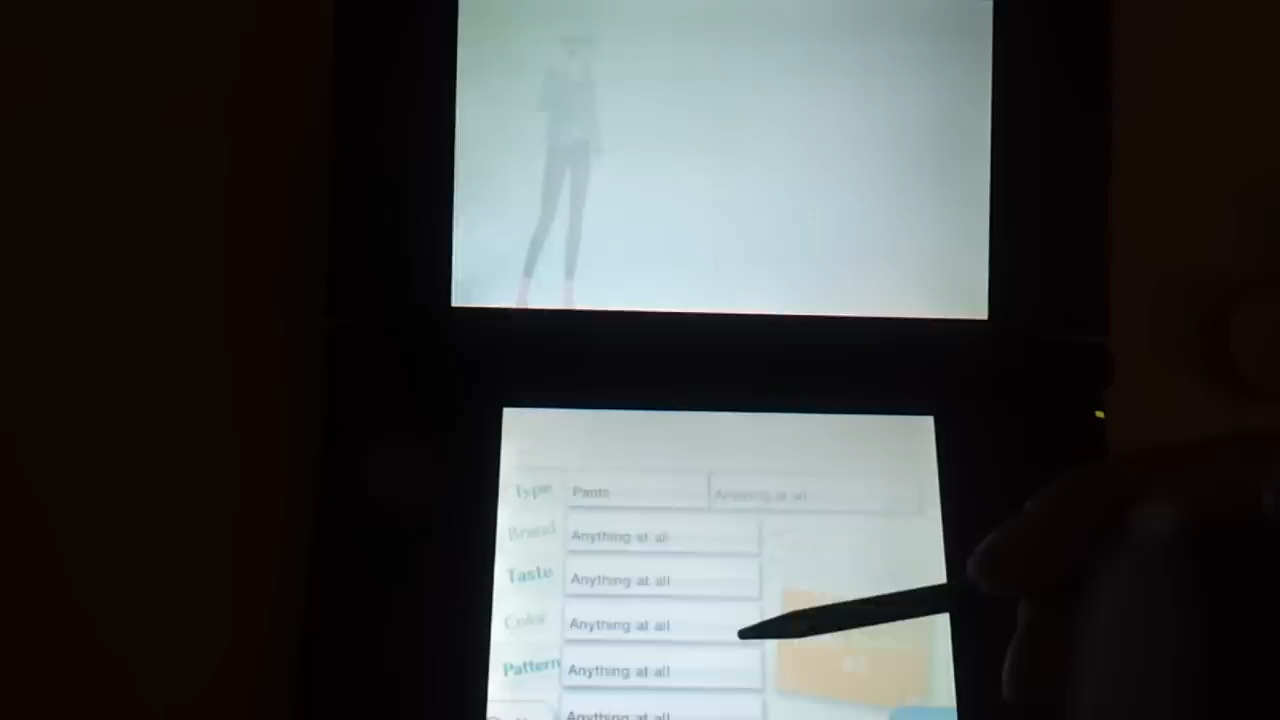 Type Pants Anything at all
Brand Anything at all
Taste Anything at all
Color Anything at all
Pattern Anything at all
Anything at all